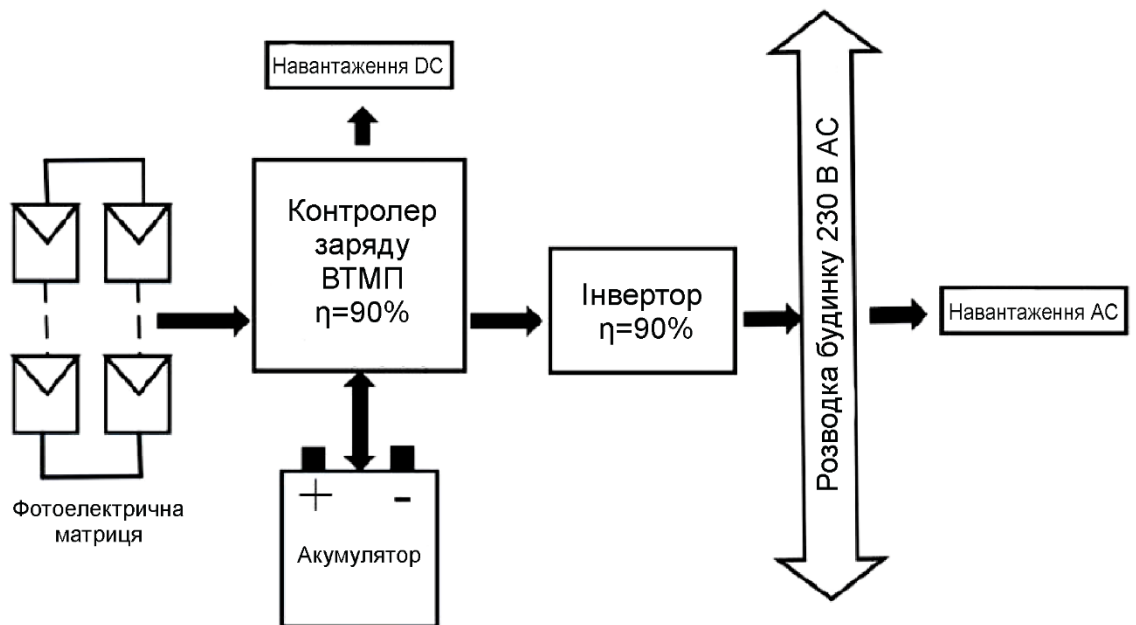 Навантаження DC
Контролер
заряду
ВТМП
η=90%
Інвертор
η=90%
Розводка будинку 230 В АС
Навантаження АС
Фотоелектрична
матриця
+ -
Акумулятор